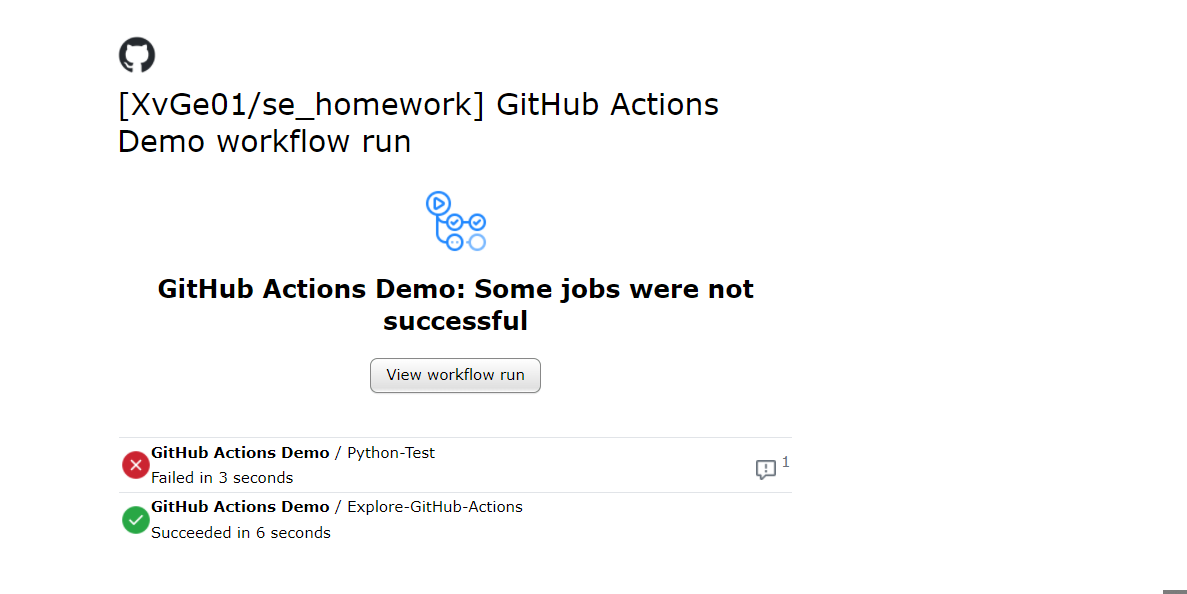 [XvGe01/se_homework] GitHub Actions
Demo workflow run
GitHub Actions Demo: Some jobs were not
successful
View workflow run
GitHub Actions Demo / Python-Test
Failed in 3 seconds
1
GitHub Actions Demo / Explore-GitHub-Actions
Succeeded in 6 seconds